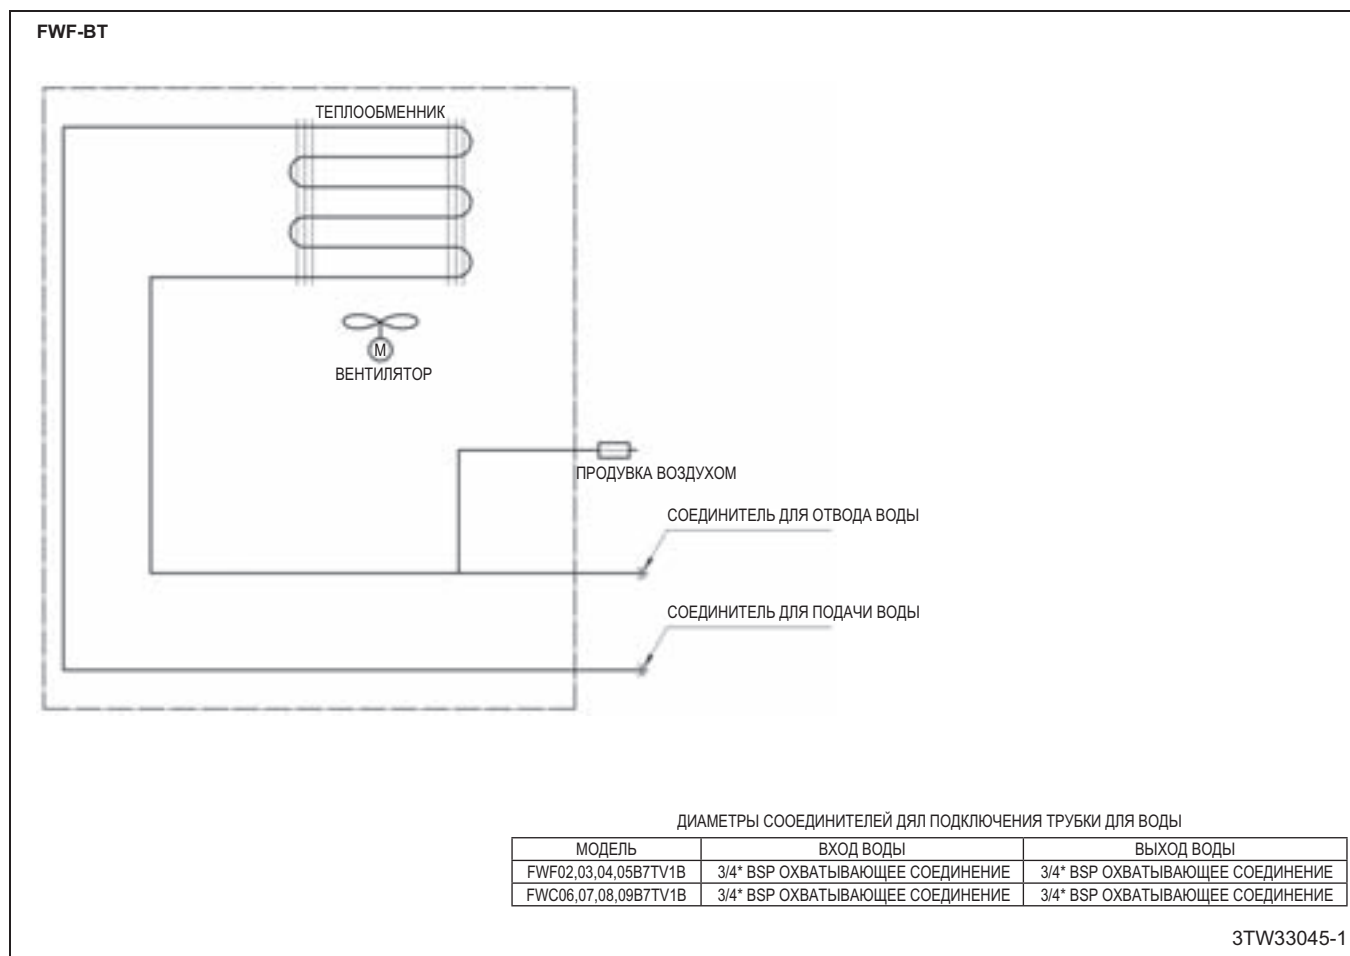 FWF-BT
ТЕПЛООБМЕННИК
M
ВЕНТИЛЯТОР
ПРОДУВКА ВОЗДУХОМ
СОЕДИНИТЕЛЬ ДЛЯ ОТВОДА ВОДЫ
СОЕДИНИТЕЛЬ ДЛЯ ПОДАЧИ ВОДЫ
ДИАМЕТРЫ СООЕДИНИТЕЛЕЙ ДЯЛ ПОДКЛЮЧЕНИЯ ТРУБКИ ДЛЯ ВОДЫ
МОДЕЛЬ ВХОД ВОДЫ ВЫХОД ВОДЫ
FWF02,03,04,05B7TV1B 3/4* BSP ОХВАТЫВАЮЩЕЕ СОЕДИНЕНИЕ 3/4* BSP ОХВАТЫВАЮЩЕЕ СОЕДИНЕНИЕ
FWC06,07,08,09B7TV1B 3/4* BSP ОХВАТЫВАЮЩЕЕ СОЕДИНЕНИЕ 3/4* BSP ОХВАТЫВАЮЩЕЕ СОЕДИНЕНИЕ
3TW33045-1